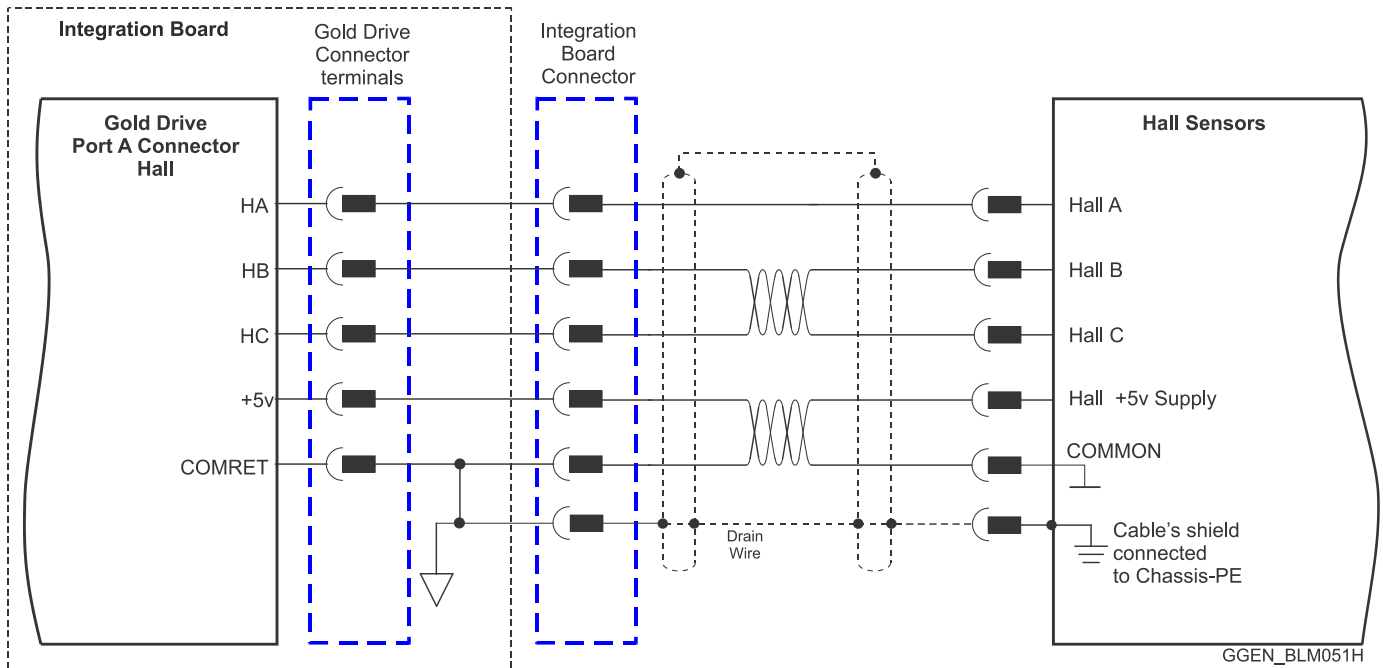 Integration Board
Gold Drive
Connector
terminals
Integration
Board
Connector
Gold Drive
Port A Connector
Hall
Hall Sensors
HA
Hall A
HB
Hall B
HC
Hall C
+5v
Hall +5v Supply
COMRET
COMMON
Drain
Wire
Cable's shield
connected
to Chassis-PE
GGEN_BLM051H